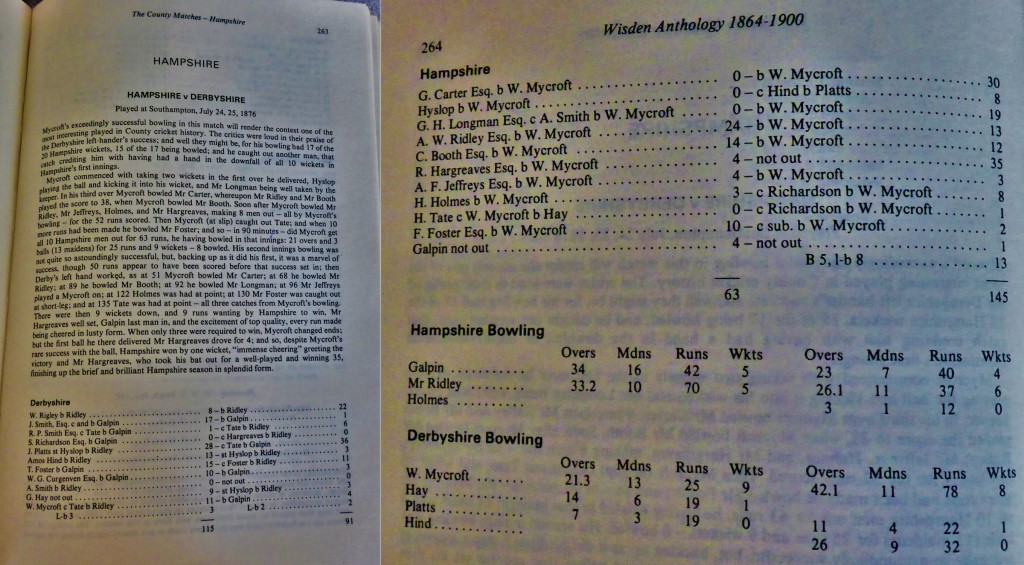 The County Matches – Hampshire
263
HAMPSHIRE
HAMPSHIRE v DERBYSHIRE
Played at Southampton, July 24, 25, 1876
Mycroft's exceedingly successful bowling in this match will render the contest one of the
most interesting played in County cricket history. The critics were loud in their praise of
the Derbyshire left-hander's success; and well they might be, for his bowling had 17 of the
20 Hampshire wickets, 15 of the 17 being bowled; and he caught out another man, that
catch crediting him with having had a hand in the downfall of all 10 wickets in
Hampshire's first innings.
Mycroft commenced with taking two wickets in the first over he delivered, Hyslop
playing the ball and kicking it into his wicket, and Mr Longman being well taken by the
keeper. In his third over Mycroft bowled Mr Carter, whereupon Mr Ridley and Mr Booth
played the score to 38, when Mycroft bowled Mr Booth. Soon after Mycroft bowled Mr
Ridley, Mr Jeffreys, Holmes, and Mr Hargreaves, making 8 men out – all by Mycroft's
bowling – for the 52 runs scored. Then Mycroft (at slip) caught out Tate; and when 10
more runs had been made he bowled Mr Foster; and so – in 90 minutes – did Mycroft get
all 10 Hampshire men out for 63 runs, he having bowled in that innings: 21 overs and 3
balls (13 maidens) for 25 runs and 9 wickets – 8 bowled. His second innings bowling was
not quite so astoundingly successful, but, backing up as it did his first, it was a marvel of
success, though 50 runs appear to have been scored before that success set in; then
Derby's left hand worked, as at 51 Mycroft bowled Mr Carter; at 68 he bowled Mr
Ridley; at 89 he bowled Mr Booth; at 92 he bowled Mr Longman; at 96 Mr Jeffreys
played a Mycroft on; at 122 Holmes was had at point; at 130 Mr Foster was caught out
at short-leg; and at 135 Tate was had at point – all three catches from Mycroft's bowling.
There were then 9 wickets down, and 9 runs wanting by Hampshire to win, Mr
Hargreaves well set, Galpin last man in, and the excitement of top quality, every run made
being cheered in lusty form. When only three were required to win, Mycroft changed ends;
but the first ball he there delivered Mr Hargreaves drove for 4; and so, despite Mycroft's
rare success with the ball, Hampshire won by one wicket, "immense cheering" greeting the
victory and Mr Hargreaves, who took his bat out for a well-played and winning 35,
finishing up the brief and brilliant Hampshire season in splendid form.
Derbyshire
W. Rigley b Ridley 8 – b Ridley 22
J. Smith, Esq. c and b Galpin 17 – b Galpin 1
R. P. Smith Esq. c Tate b Galpin 1 – c Tate b Ridley 6
S. Richardson Esq. b Galpin 0 – c Hargreaves b Ridley 0
J. Platts st Hyslop b Ridley 28 – c Tate b Galpin 36
Amos Hind b Ridley 13 – st Hyslop b Ridley 3
T. Foster b Galpin 15 – c Foster b Ridley 11
W. G. Curgenven Esq. b Galpin 10 – b Galpin 3
A. Smith b Ridley 0 – not out 0
G. Hay not out 9 – st Hyslop b Ridley 3
W. Mycroft c Tate b Ridley 11 – b Galpin 4
L-b 3 3 L-b 2 2
115 91
264
Wisden Anthology 1864-1900
Hampshire
G. Carter Esq. b W. Mycroft 0 – b W. Mycroft 30
Hyslop b W. Mycroft 0 – c Hind b Platts 8
G. H. Longman Esq. c A. Smith b W. Mycroft 0 – b W. Mycroft 19
A. W. Ridley Esq. b W. Mycroft 24 – b W. Mycroft 13
C. Booth Esq. b W. Mycroft 14 – b W. Mycroft 12
R. Hargreaves Esq. b W. Mycroft 4 – not out 35
A. F. Jeffreys Esq. b W. Mycroft 4 – b W. Mycroft 3
H. Holmes b W. Mycroft 3 – c Richardson b W. Mycroft 8
H. Tate c W. Mycroft b Hay 0 – c Richardson b W. Mycroft 1
F. Foster Esq. b W. Mycroft 10 – c sub. b W. Mycroft 2
Galpin not out 4 – not out 1
B 5, l-b 8 13
63 145
Hampshire Bowling
Overs Mdns Runs Wkts Overs Mdns Runs Wkts
Galpin 34 16 42 5 23 7 40 4
Mr Ridley 33.2 10 70 5 26.1 11 37 6
Holmes 3 1 12 0
Derbyshire Bowling
Overs Mdns Runs Wkts Overs Mdns Runs Wkts
W. Mycroft 21.3 13 25 9 42.1 11 78 8
Hay 14 6 19 1
Platts 7 3 19 0 11 4 22 1
Hind 26 9 32 0